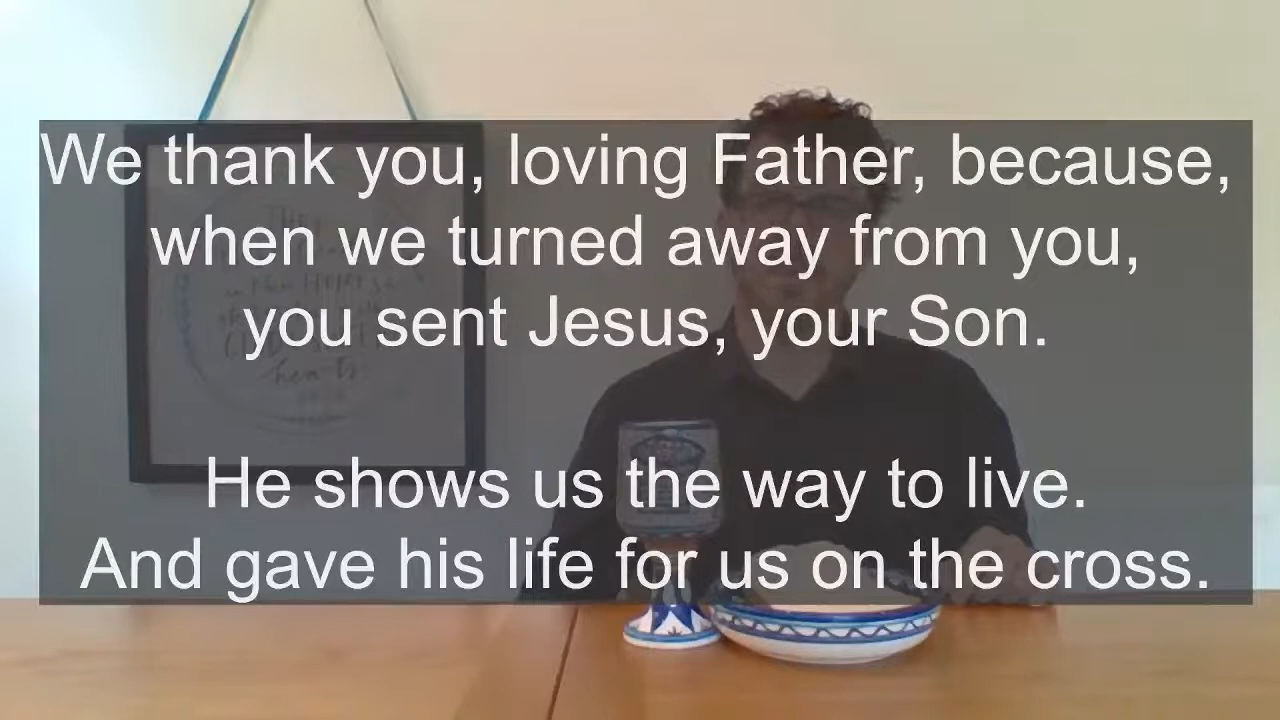 We thank you, loving Father, because,
when we turned away from you,
you sent Jesus, your Son.
He shows us the way to live.
And gave his life for us on the cross.
hearts